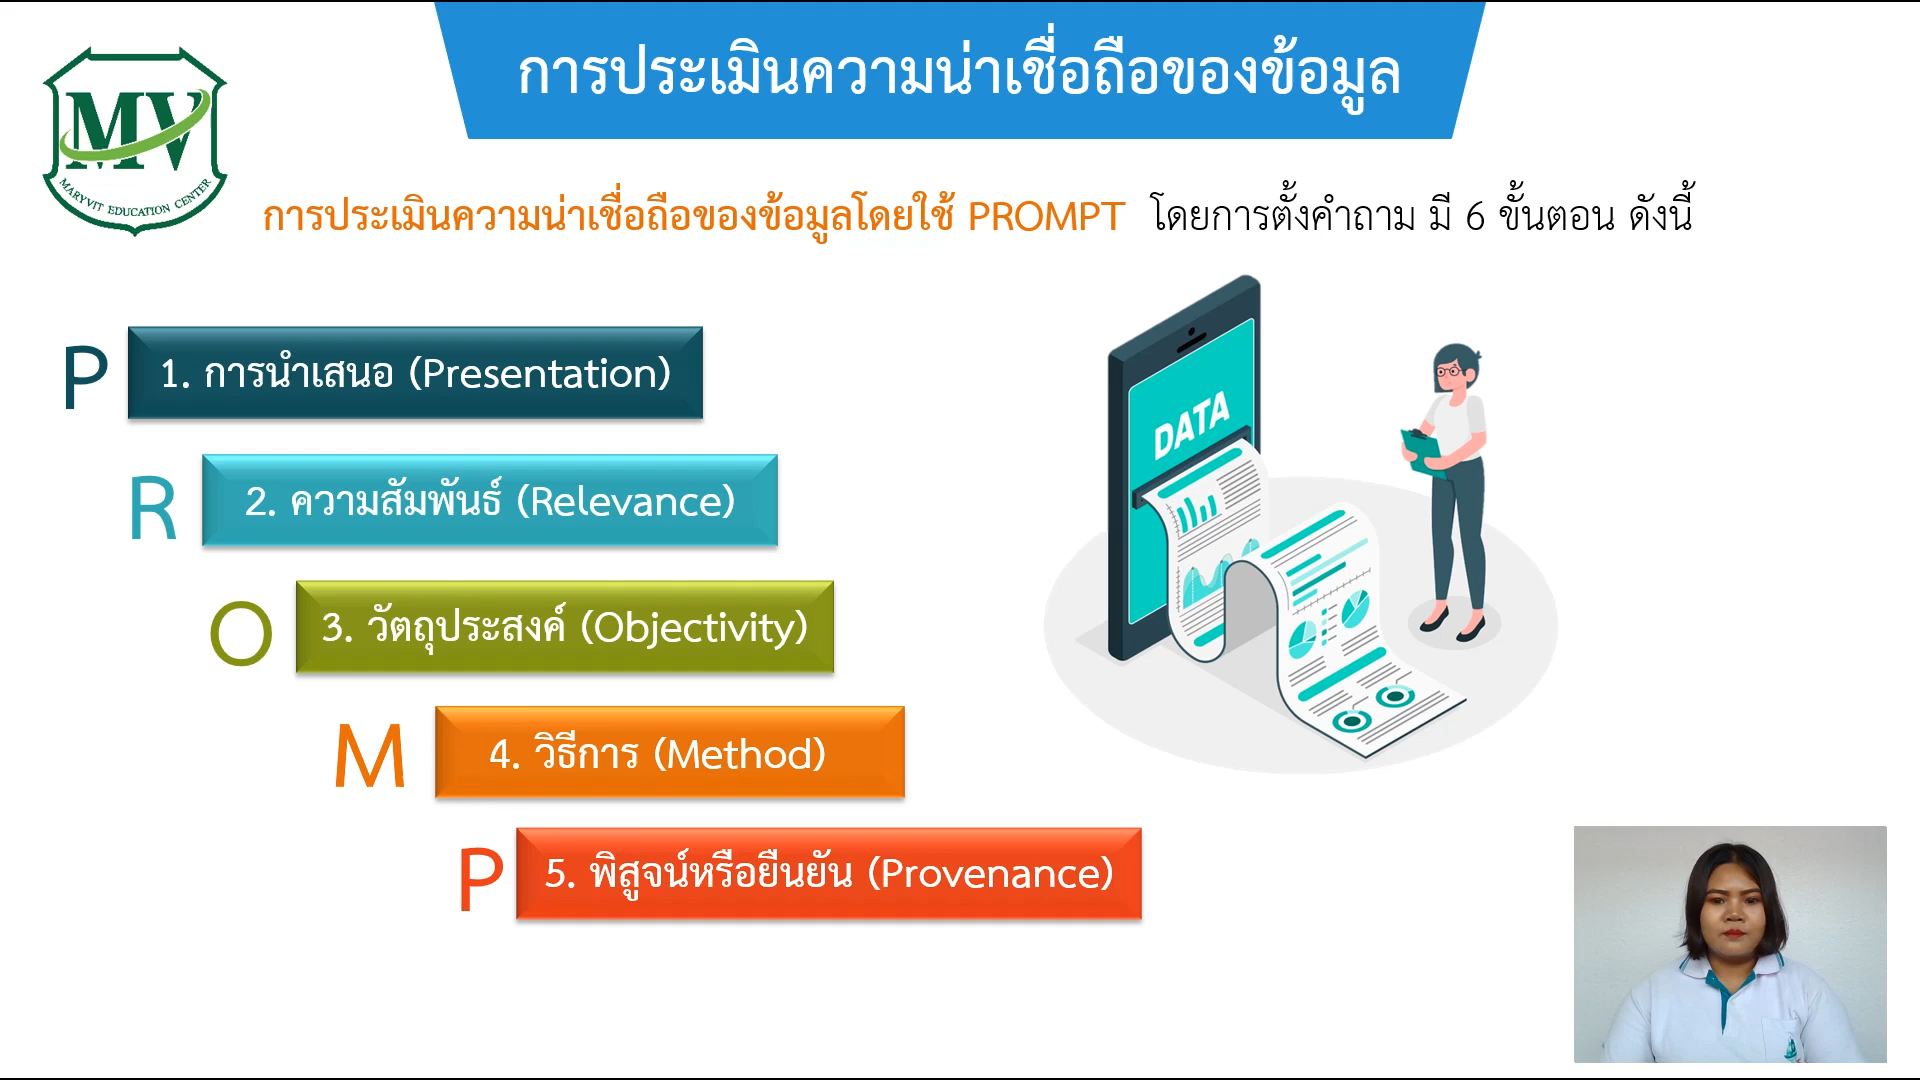 การประเมินความน่าเชื่อถือของข้อมูล
MV
MARYVIT EDUCATION CENTER
การประเมินความน่าเชื่อถือของข้อมูลโดยใช้ PROMPT โดยการตั้งคำถาม มี 6 ขั้นตอน ดังนี้
P 1. การนำเสนอ (Presentation)
R 2. ความสัมพันธ์ (Relevance)
O 3. วัตถุประสงค์ (Objectivity)
M 4. วิธีการ (Method)
P 5. พิสูจน์หรือยืนยัน (Provenance)
DATA